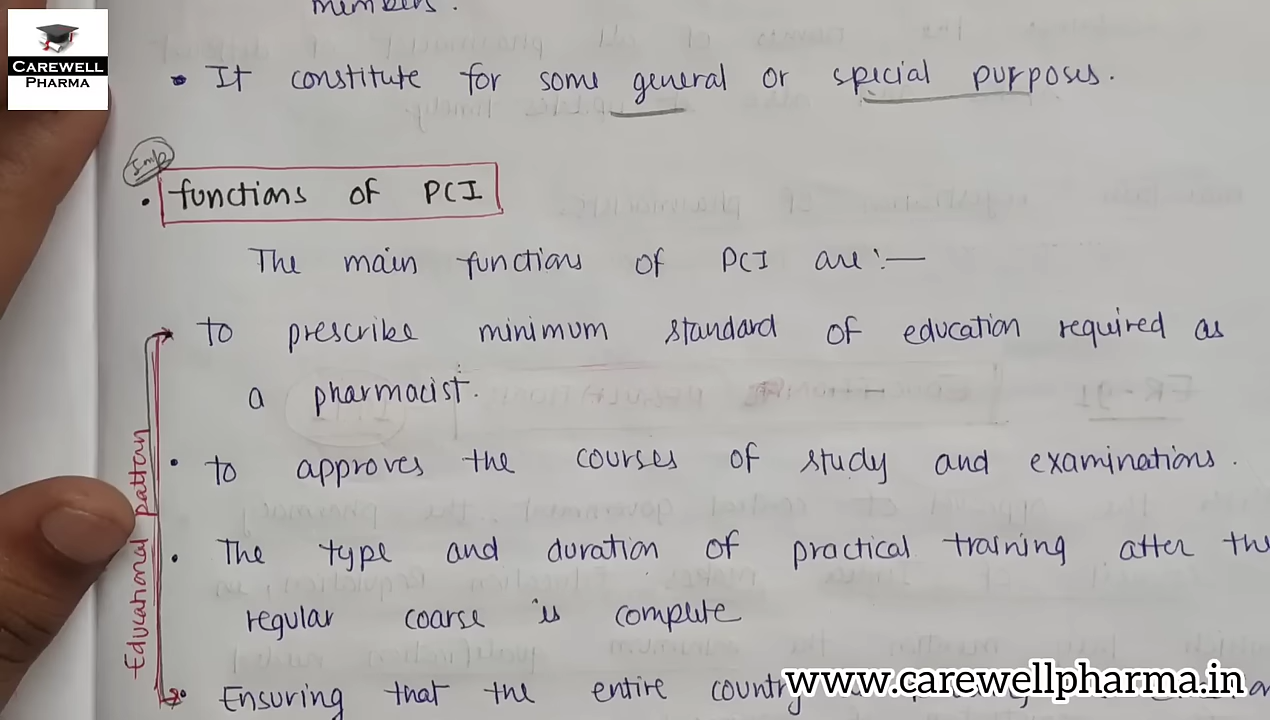 members.
CAREWELL
PHARMA
• It constitute for some general or special purposes.
Imp
• functions of PCI
The main functions of PCI are :—
to prescribe minimum standard of education required as
a pharmacist.
• to approves the courses of study and examinations.
• The type and duration of practical training after the
regular coarse is compute
Educational pattern
Ensuring that the entire country
www.carewellpharma.in